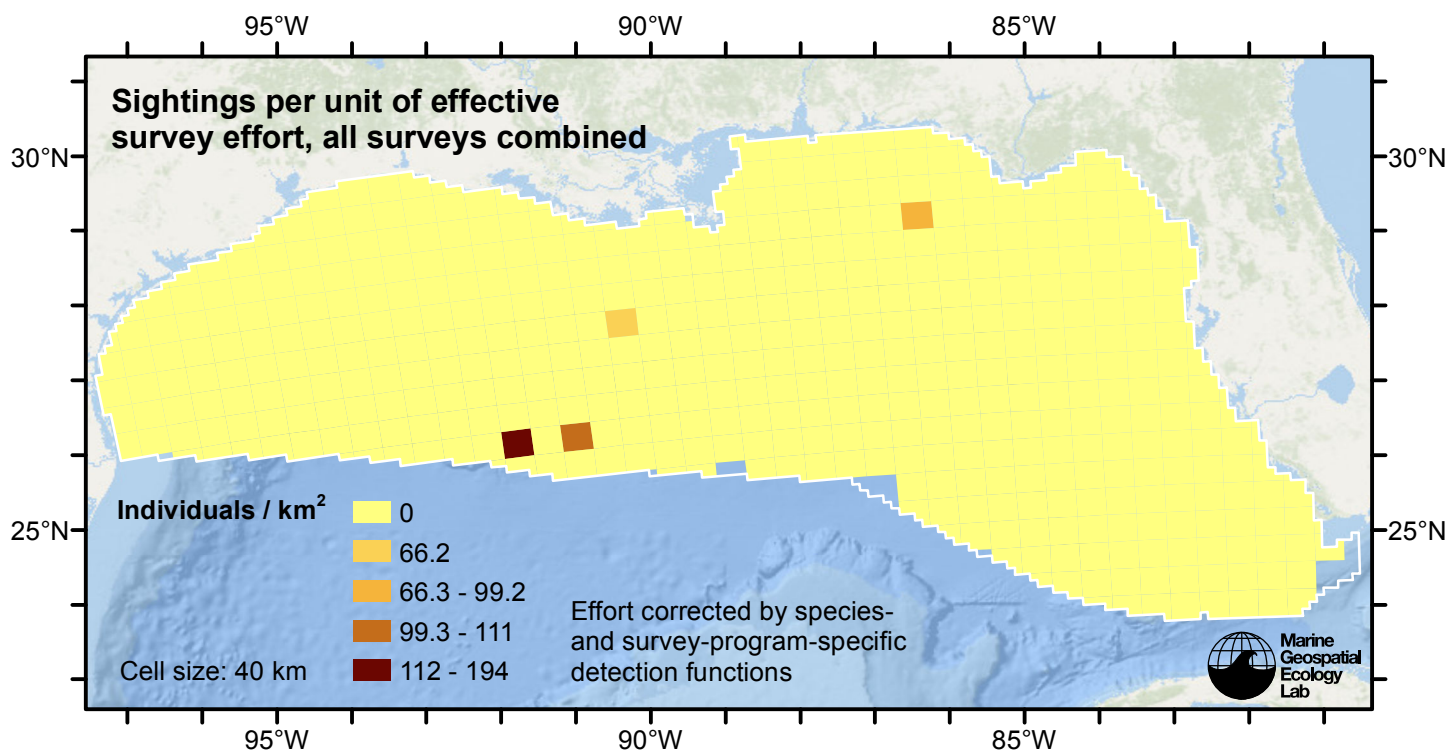 95°W 90°W 85°W
Sightings per unit of effective
survey effort, all surveys combined
30°N 30°N
Individuals / km²
0
25°N 25°N
66.2
66.3 - 99.2
99.3 - 111
112 - 194
Cell size: 40 km
Effort corrected by species-
and survey-program-specific
detection functions
Marine
Geospatial
Ecology
Lab
95°W 90°W 85°W